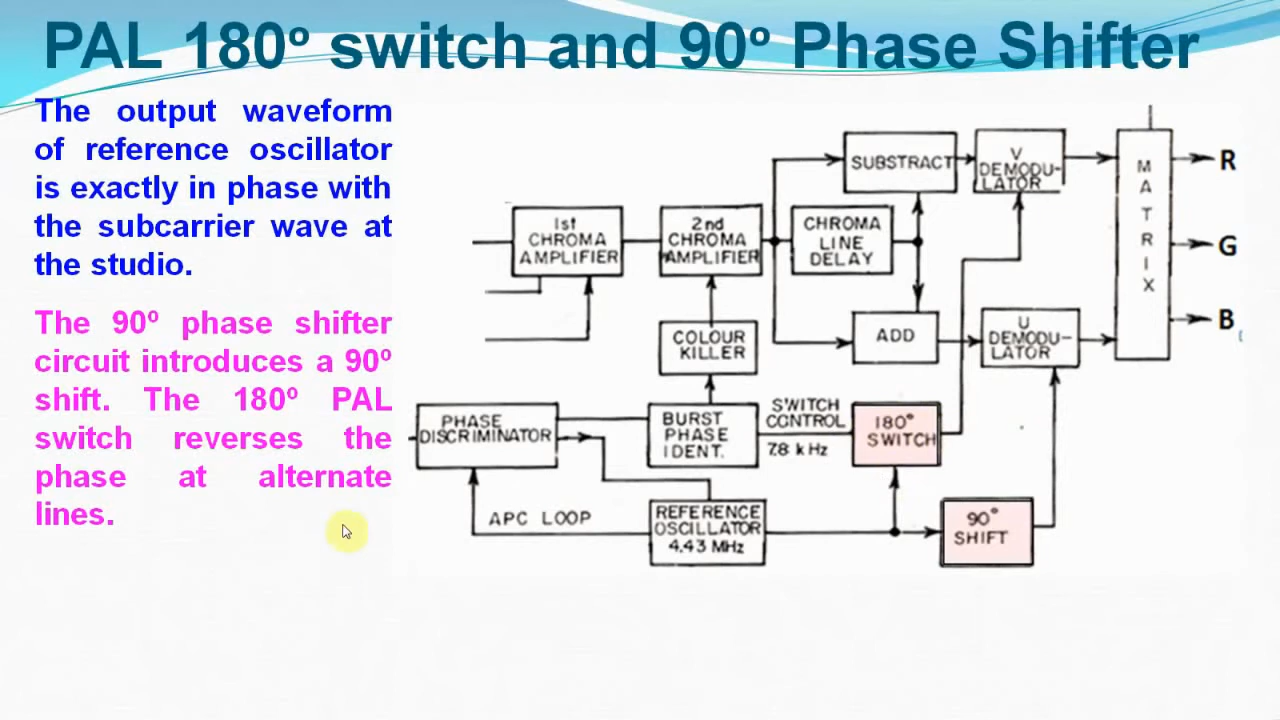 PAL 180º switch and 90º Phase Shifter
The output waveform
of reference oscillator
is exactly in phase with
the subcarrier wave at
the studio.
The 90º phase shifter
circuit introduces a 90º
shift. The 180º PAL
switch reverses the
phase at alternate
lines.
SUBSTRACT
V
DEMODU-
LATOR
MATRIX
R
G
B
1st
CHROMA
AMPLIFIER
2nd
CHROMA
AMPLIFIER
CHROMA
LINE
DELAY
COLOUR
KILLER
ADD
U
DEMODU-
LATOR
PHASE
DISCRIMINATOR
BURST
PHASE
IDENT.
SWITCH
CONTROL
7.8 kHz
180°
SWITCH
APC LOOP
REFERENCE
OSCILLATOR
4.43 MHz
90°
SHIFT